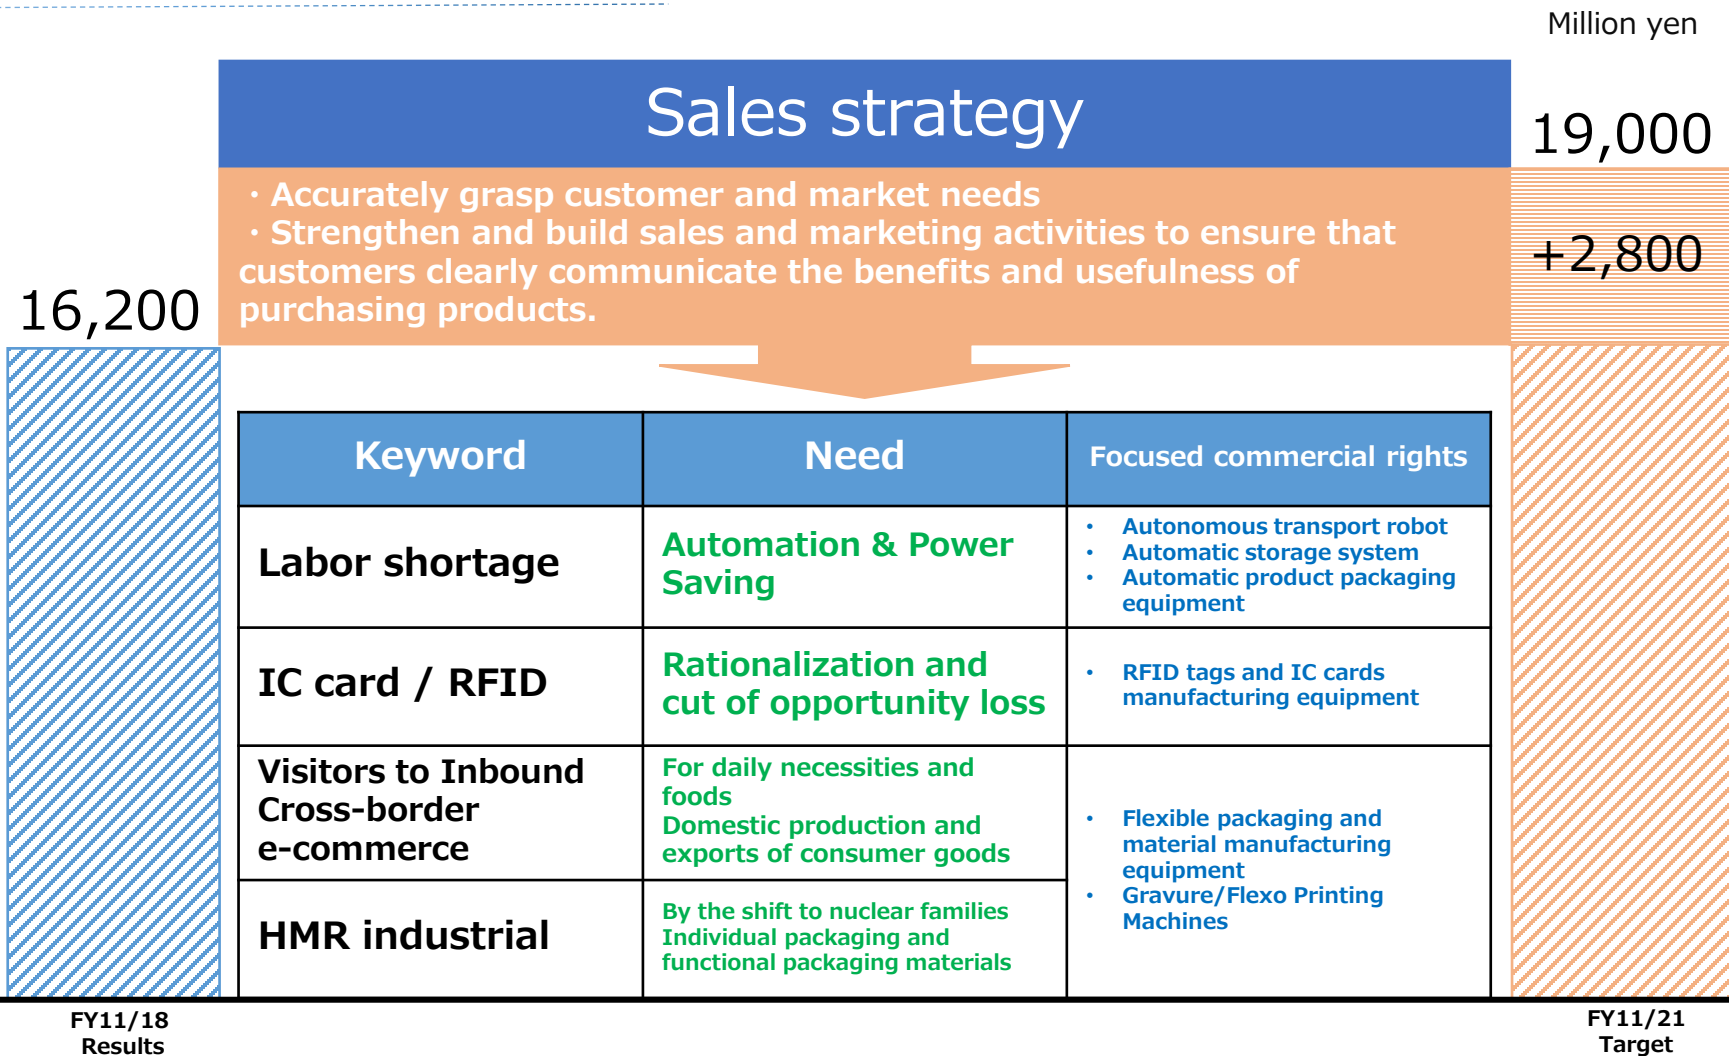 Million yen
Sales strategy
19,000
・Accurately grasp customer and market needs
・Strengthen and build sales and marketing activities to ensure that
customers clearly communicate the benefits and usefulness of
purchasing products.
+2,800
16,200
Keyword
Need
Focused commercial rights
Labor shortage
Automation & Power
Saving
• Autonomous transport robot
• Automatic storage system
• Automatic product packaging
equipment
IC card / RFID
Rationalization and
cut of opportunity loss
• RFID tags and IC cards
manufacturing equipment
Visitors to Inbound
Cross-border
e-commerce
For daily necessities and
foods
Domestic production and
exports of consumer goods
• Flexible packaging and
material manufacturing
equipment
• Gravure/Flexo Printing
Machines
HMR industrial
By the shift to nuclear families
Individual packaging and
functional packaging materials
FY11/18
Results
FY11/21
Target